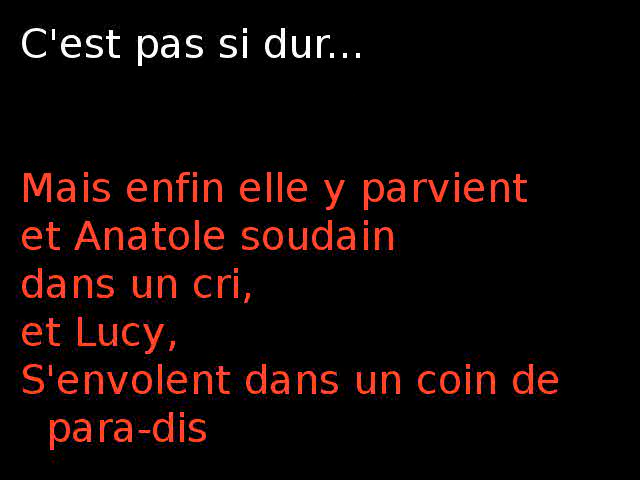 C'est pas si dur...
Mais enfin elle y parvient
et Anatole soudain
dans un cri,
et Lucy,
S'envolent dans un coin de
para-dis